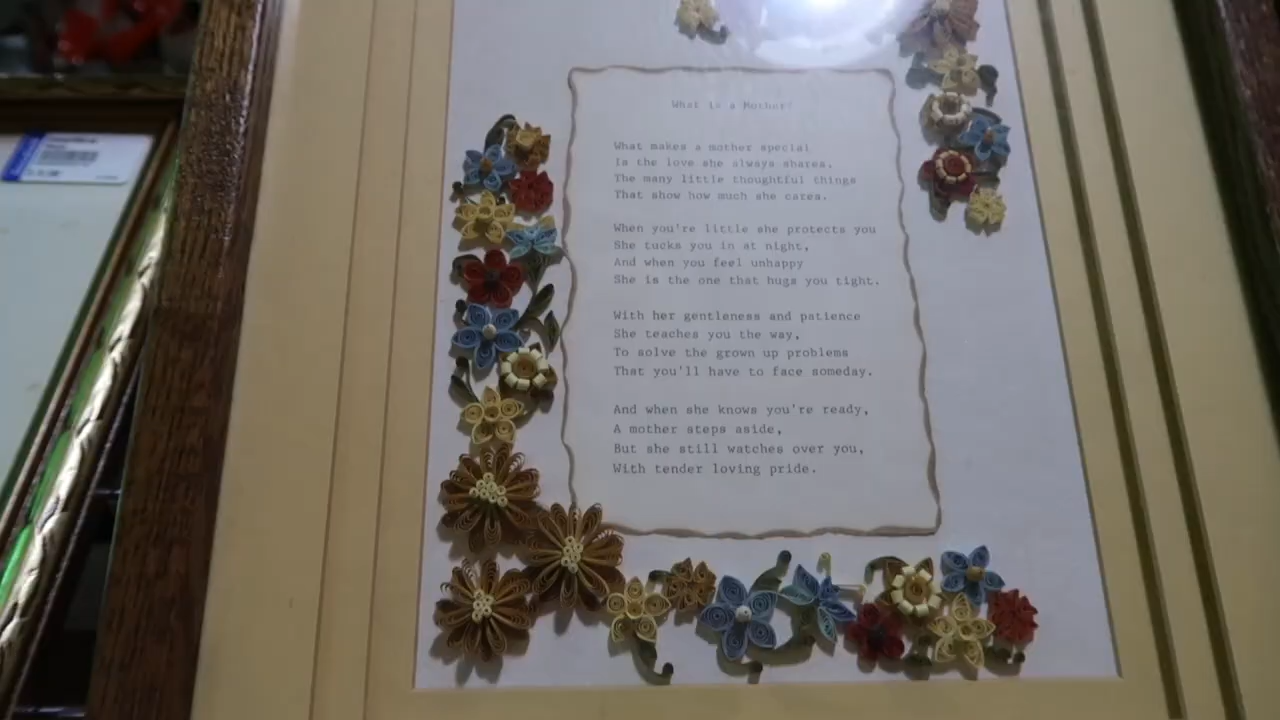 What is a Mother?
What makes a mother special
Is the love she always shares,
The many little thoughtful things
That show how much she cares.
When you're little she protects you
She tucks you in at night,
And when you feel unhappy
She is the one that hugs you tight.
With her gentleness and patience
She teaches you the way,
To solve the grown up problems
That you'll have to face someday.
And when she knows you're ready,
A mother steps aside,
But she still watches over you,
With tender loving pride.